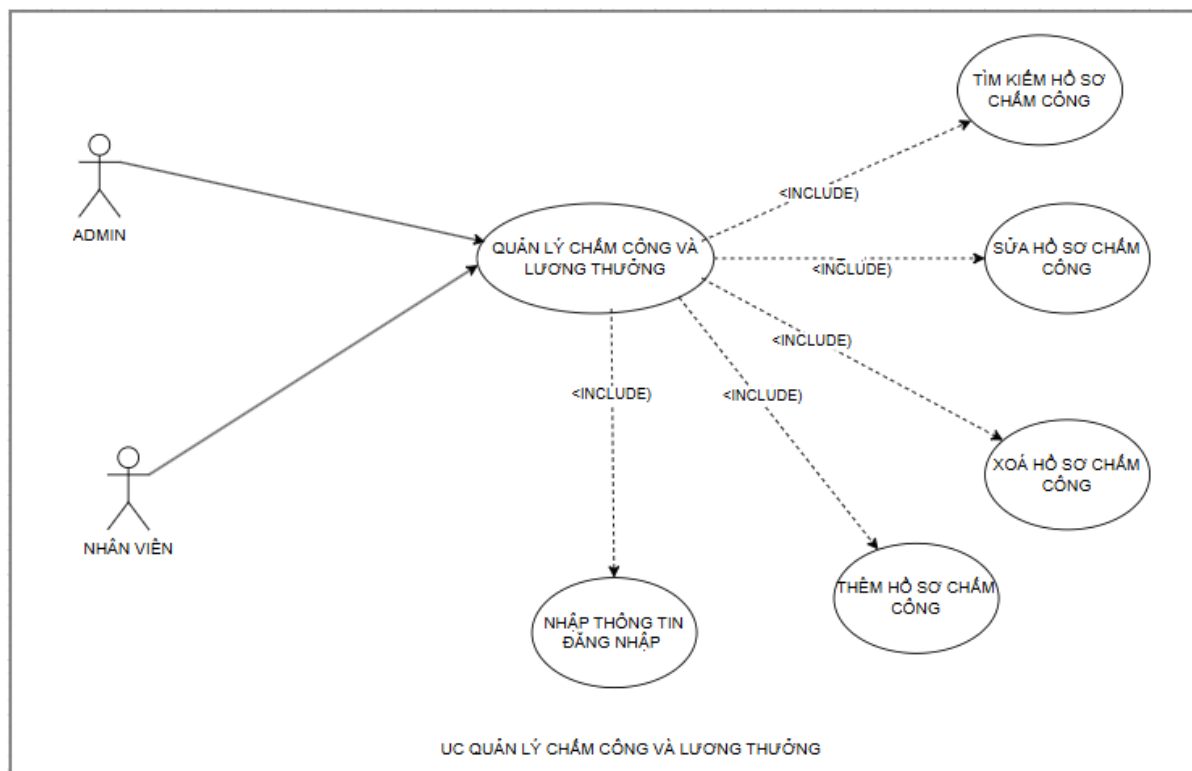 TÌM KIẾM HỒ SƠ
CHẤM CÔNG
ADMIN
<INCLUDE)
QUẢN LÝ CHẤM CÔNG VÀ
LƯƠNG THƯỞNG
SỬA HỒ SƠ CHẤM
CÔNG
<INCLUDE)
<INCLUDE)
<INCLUDE)
<INCLUDE)
XOÁ HỒ SƠ CHẤM
CÔNG
NHÂN VIÊN
THÊM HỒ SƠ CHẤM
CÔNG
NHẬP THÔNG TIN
ĐĂNG NHẬP
UC QUẢN LÝ CHẤM CÔNG VÀ LƯƠNG THƯỞNG